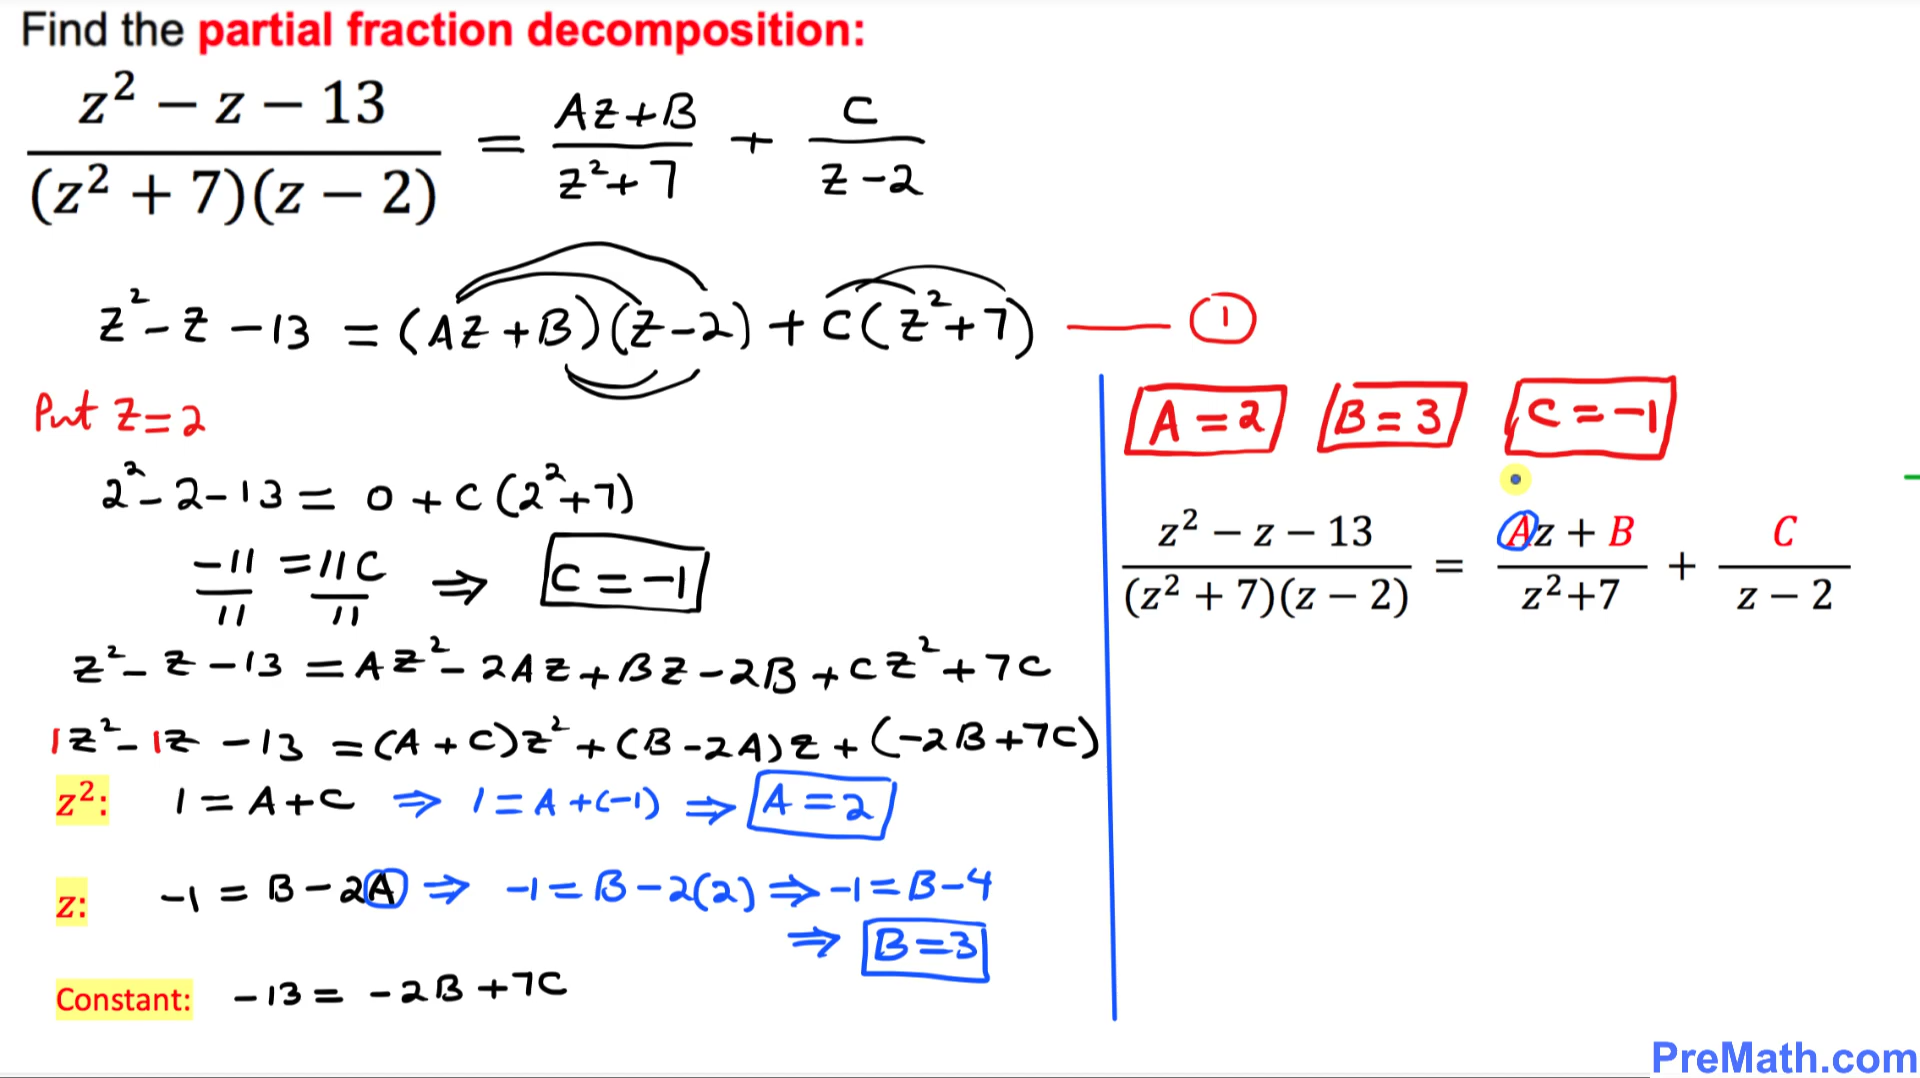 Find the partial fraction decomposition:
z² − z − 13 / (z² + 7)(z − 2) = Az+B / z²+7 + C / z−2
z²−z−13 = (Az+B)(z−2)+C(z²+7) —— ①
Put z=2
2²−2−13 = 0+C(2²+7)
−11/11 = 11C/11 ⇒ C=−1
z²−z−13 = Az²−2Az+Bz−2B+Cz²+7C
1z²−1z−13 = (A+C)z²+(B−2A)z+(−2B+7C)
z²: 1=A+C ⇒ 1=A+(−1) ⇒ A=2
z: −1=B−2A ⇒ −1=B−2(2) ⇒ −1=B−4
⇒ B=3
Constant: −13=−2B+7C
A=2 B=3 C=−1
z² − z − 13 / (z² + 7)(z − 2) = Az + B / z²+7 + C / z − 2
PreMath.com